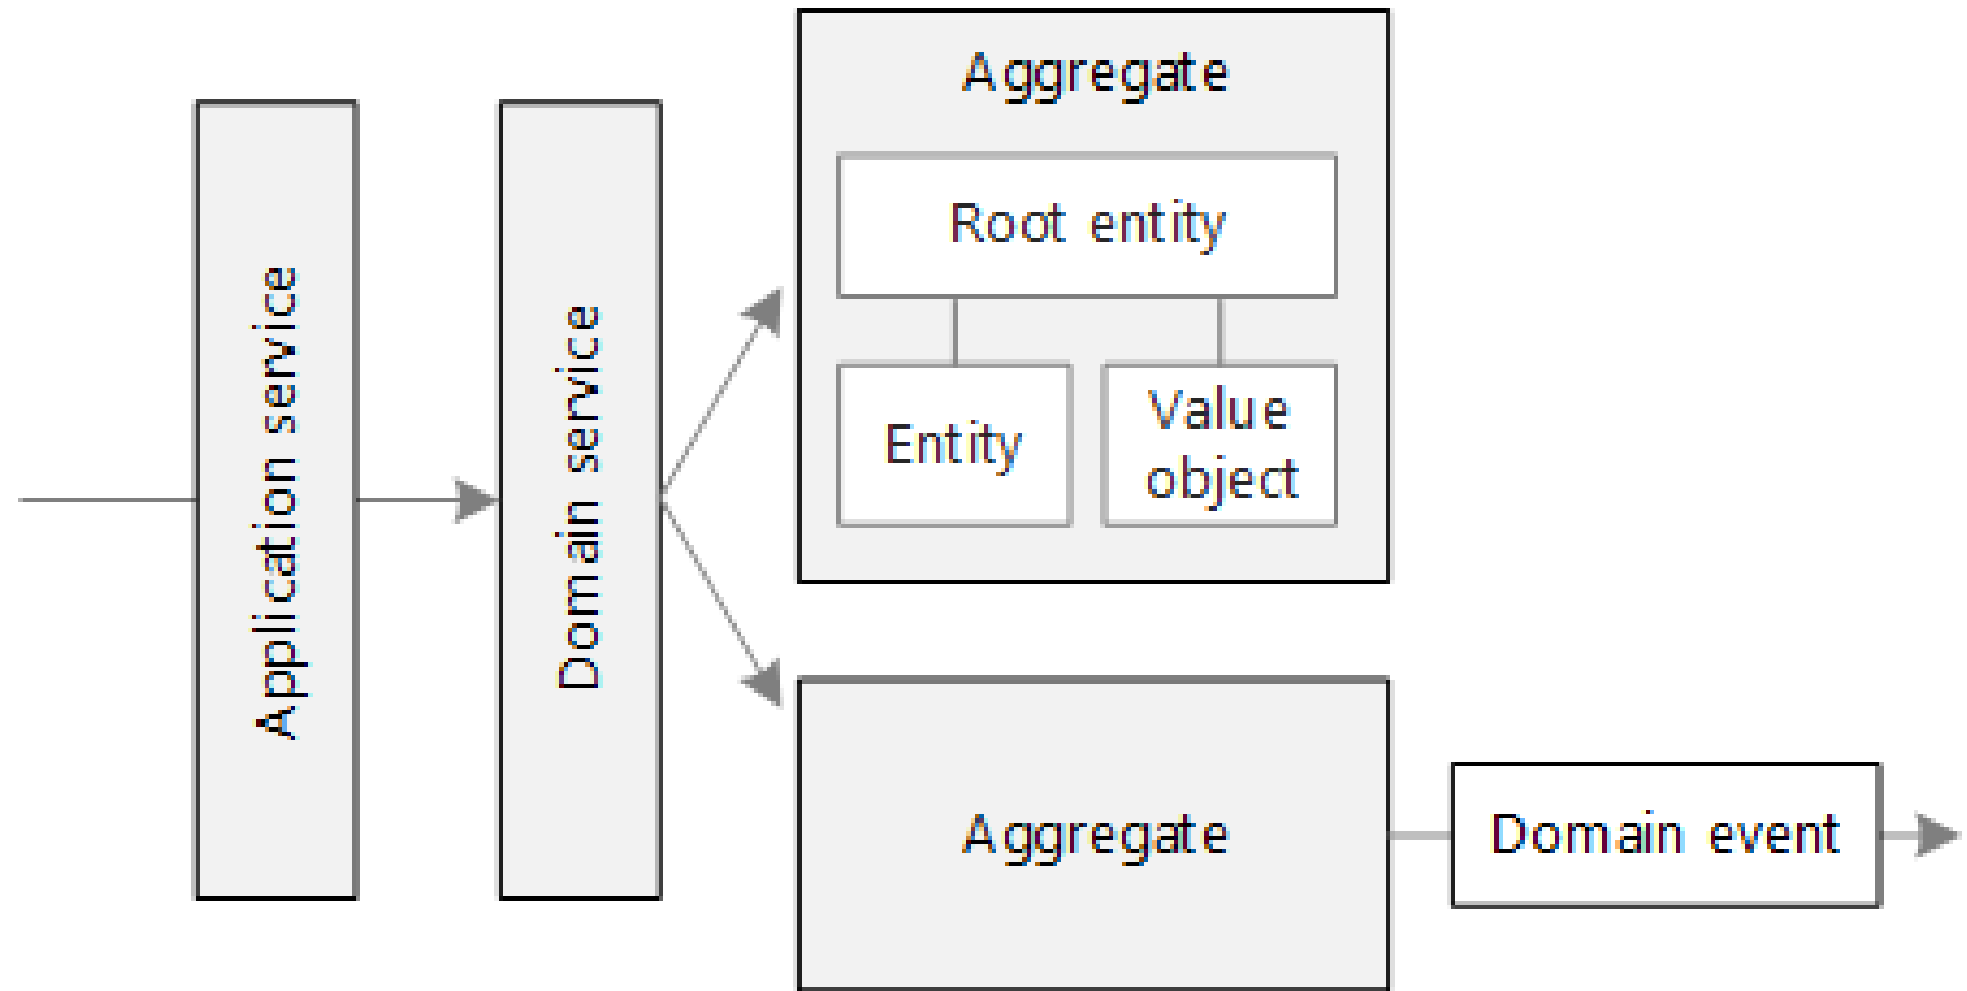 Application service
Domain service
Aggregate
Root entity
Entity
Value
object
Aggregate
Domain event